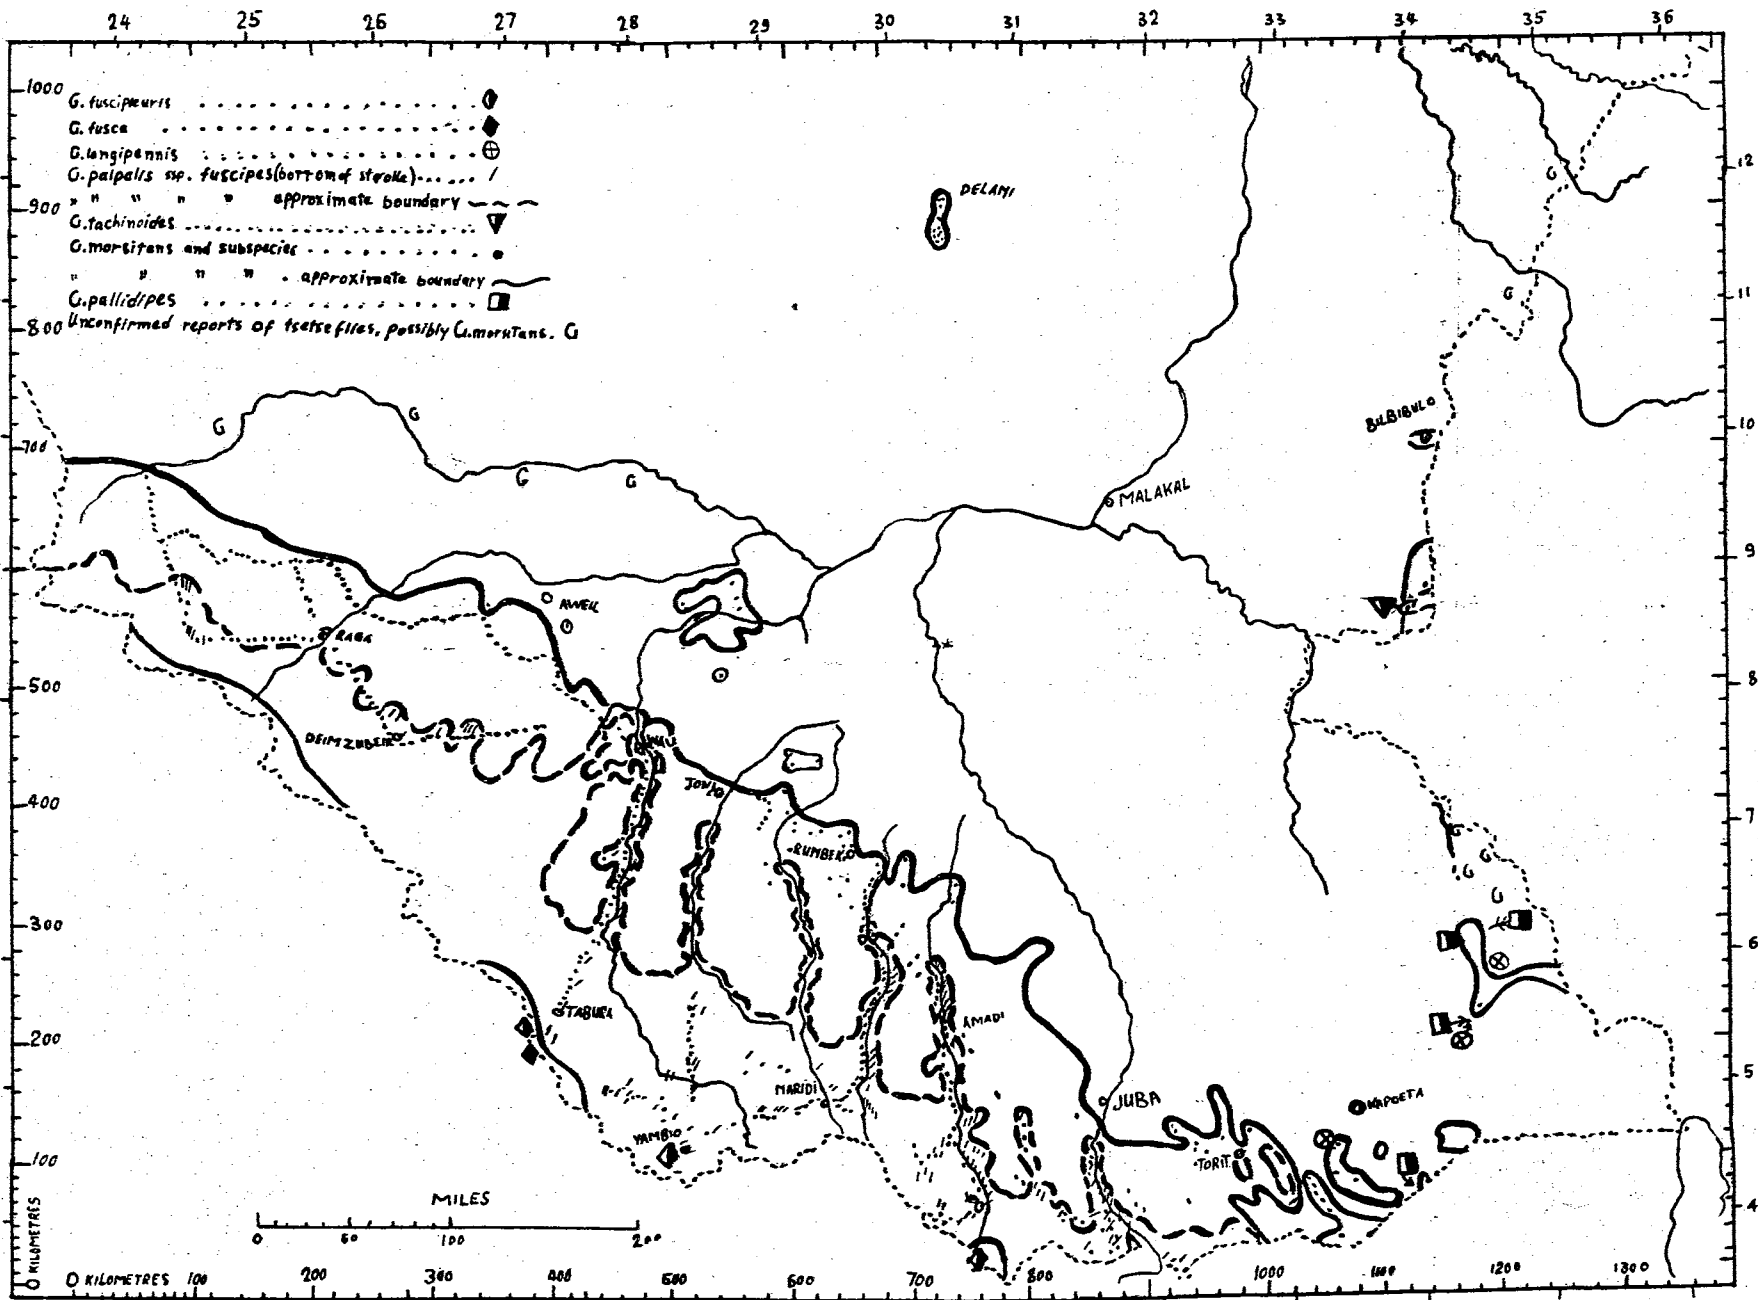 24 25 26 27 28 29 30 31 32 33 34 35 36
1000
G. fuscipleuris
G. fusca
G. longipennis
G. palpalis ssp. fuscipes (bottom of stroke) /
" " " " " approximate boundary
900
G. tachinoides
G. morsitans and subspecies
" " " " approximate boundary
G. pallidipes
800 Unconfirmed reports of tsetse flies. possibly G. morsitans. G
12
DELAMI
G
G
11
BILBIBULO
G G
700
10
G G
MALAKAL
9
AWEIL
RAGA
500
8
DEIM ZUBEIR
WAU
400
7
G
RUMBEK
G
G
G
300
6
TABURA
AMADI
200
5
MARIDI
JUBA
KAPOETA
YAMBIO
TORIT
100
MILES
4
0 50 100 200
0 KILOMETRES
0 KILOMETRES 100 200 300 400 500 600 700 800 1000 1100 1200 1300